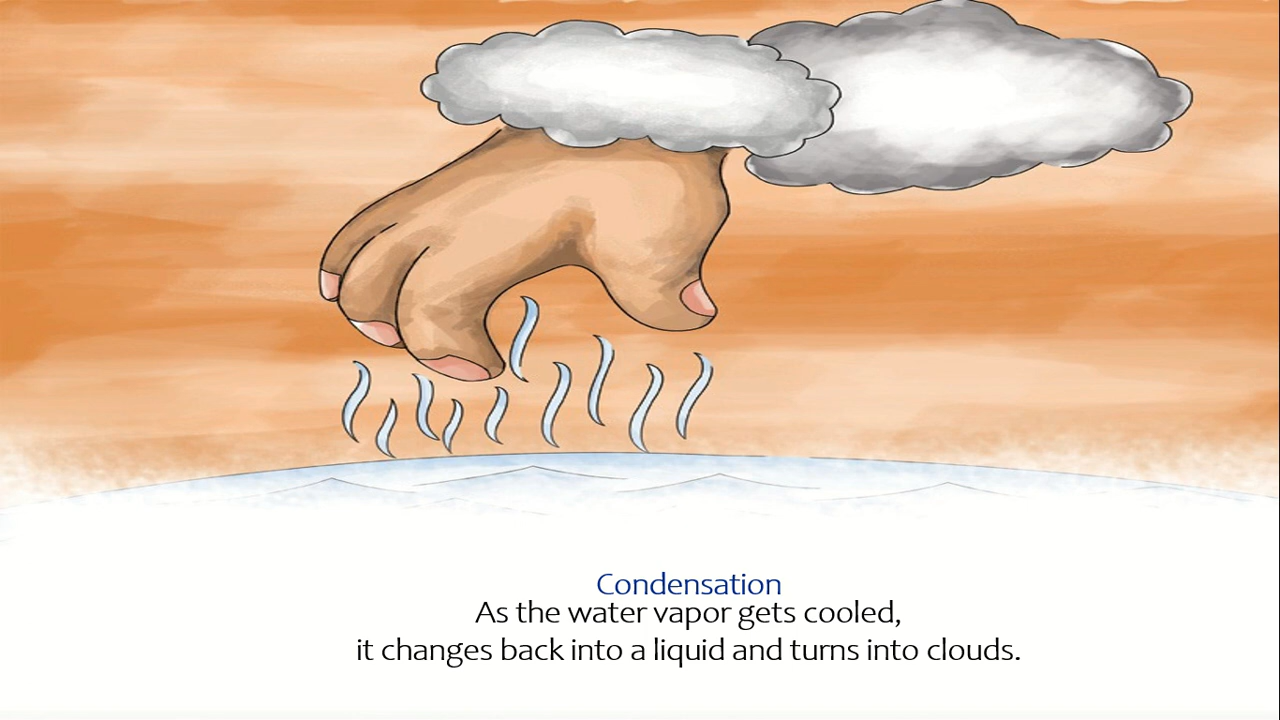 Condensation
As the water vapor gets cooled,
it changes back into a liquid and turns into clouds.